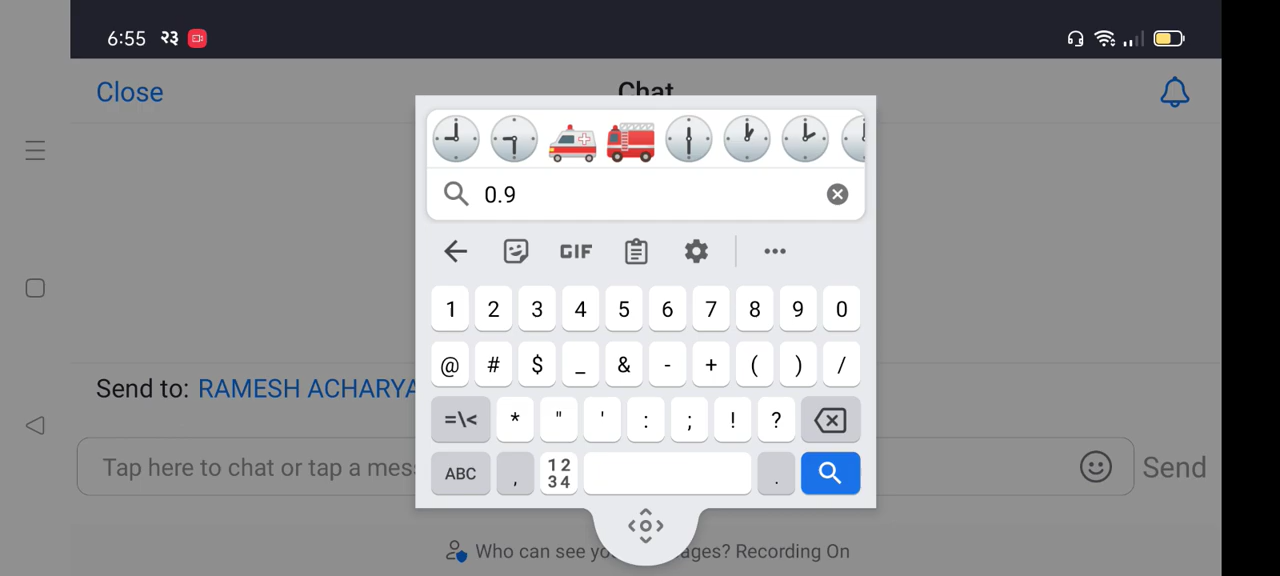 6:55 २३
Close
Chat
0.9
GIF
1 2 3 4 5 6 7 8 9 0
@ # $ _ & - + ( ) /
=\< * " ' : ; ! ?
ABC , 12 34 .
Send to: RAMESH ACHARYA
Tap here to chat or tap a mes
Send
Who can see yo ages? Recording On